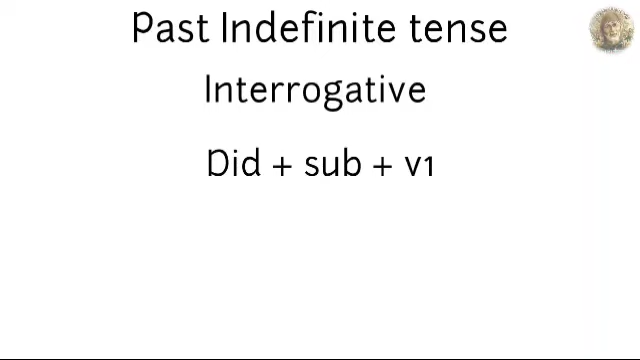 Past Indefinite tense
Interrogative
Did + sub + v1